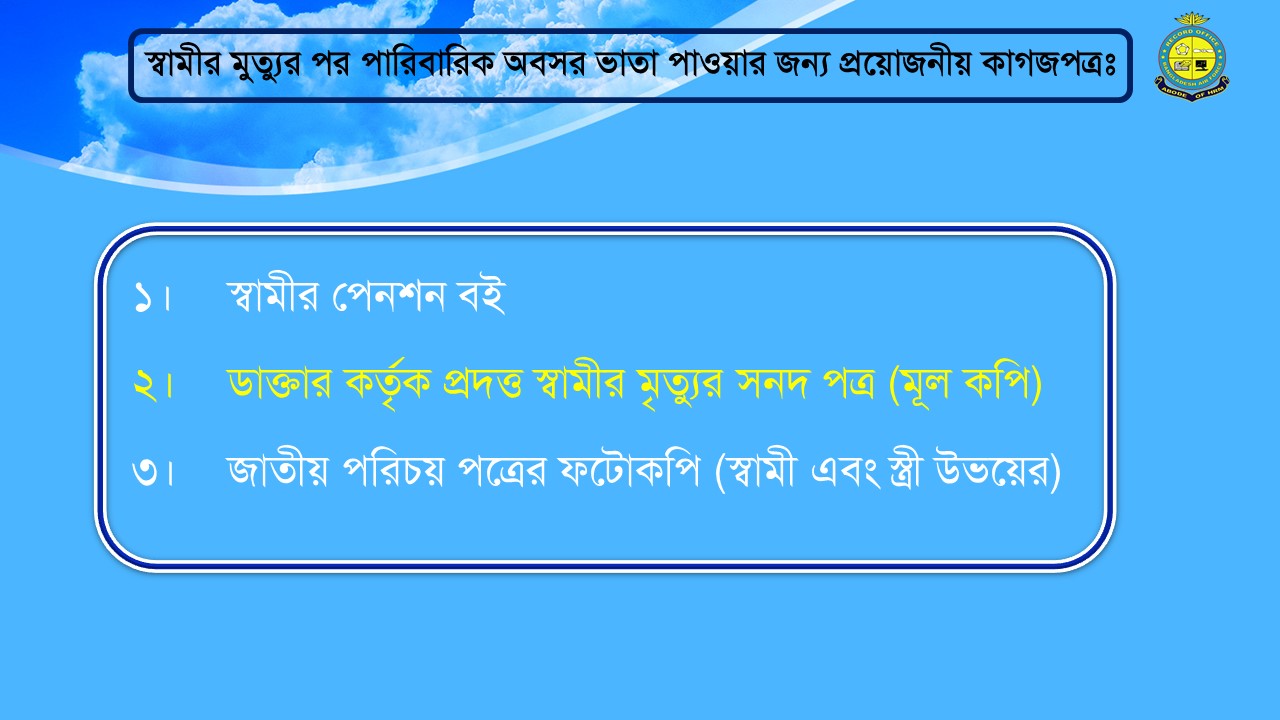 স্বামীর মুত্যুর পর পারিবারিক অবসর ভাতা পাওয়ার জন্য প্রয়োজনীয় কাগজপত্রঃ
RECORD OFFICE
BANGLADESH AIR FORCE
ABODE OF HRM
১। স্বামীর পেনশন বই
২। ডাক্তার কর্তৃক প্রদত্ত স্বামীর মৃত্যুর সনদ পত্র (মূল কপি)
৩। জাতীয় পরিচয় পত্রের ফটোকপি (স্বামী এবং স্ত্রী উভয়ের)